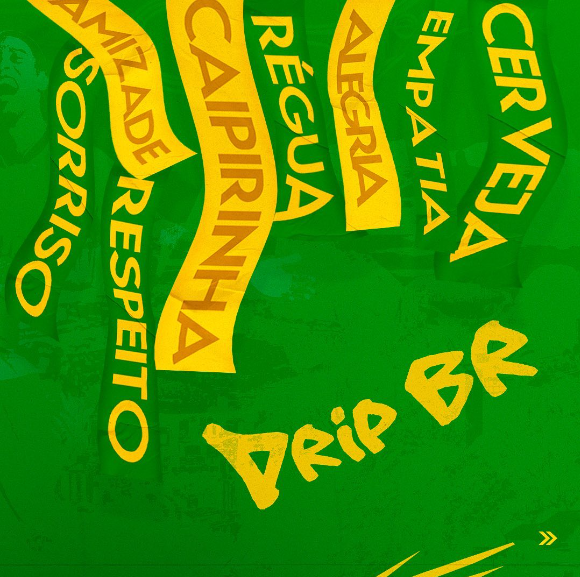 AMIZADE
SORRISO
RESPEITO
CAIPIRINHA
RÉGUA
ALEGRIA
EMPATIA
CERVEJA
DRIP BR